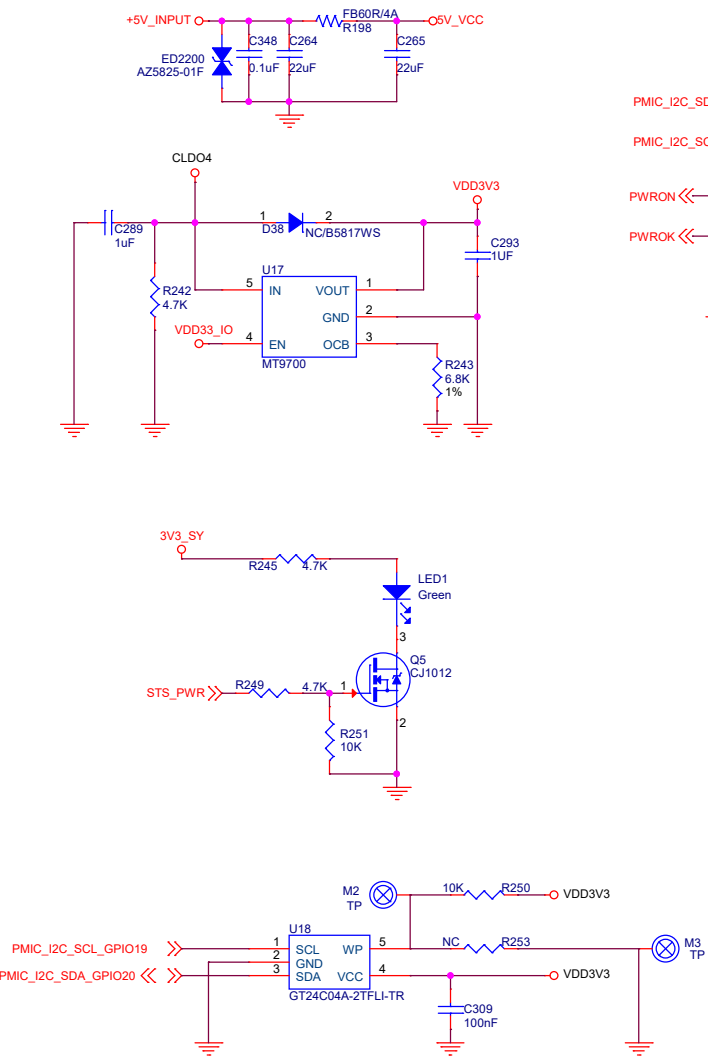 +5V_INPUT
FB60R/4A
R198
5V_VCC
C348
C264
C265
ED2200
AZ5825-01F
0.1uF
22uF
22uF
PMIC_I2C_SD
PMIC_I2C_SC
PWRON
PWROK
CLDO4
VDD3V3
1
2
D38
NC/B5817WS
C289
1uF
C293
1UF
R242
4.7K
U17
5 IN VOUT 1
GND 2
VDD33_IO
4 EN OCB 3
MT9700
R243
6.8K
1%
3V3_SY
R245
4.7K
LED1
Green
3
Q5
CJ1012
STS_PWR
R249
4.7K
1
2
R251
10K
M2
TP
10K
R250
VDD3V3
U18
PMIC_I2C_SCL_GPIO19
1 SCL WP 5
NC
R253
M3
TP
2 GND
PMIC_I2C_SDA_GPIO20
3 SDA VCC 4
VDD3V3
GT24C04A-2TFLI-TR
C309
100nF